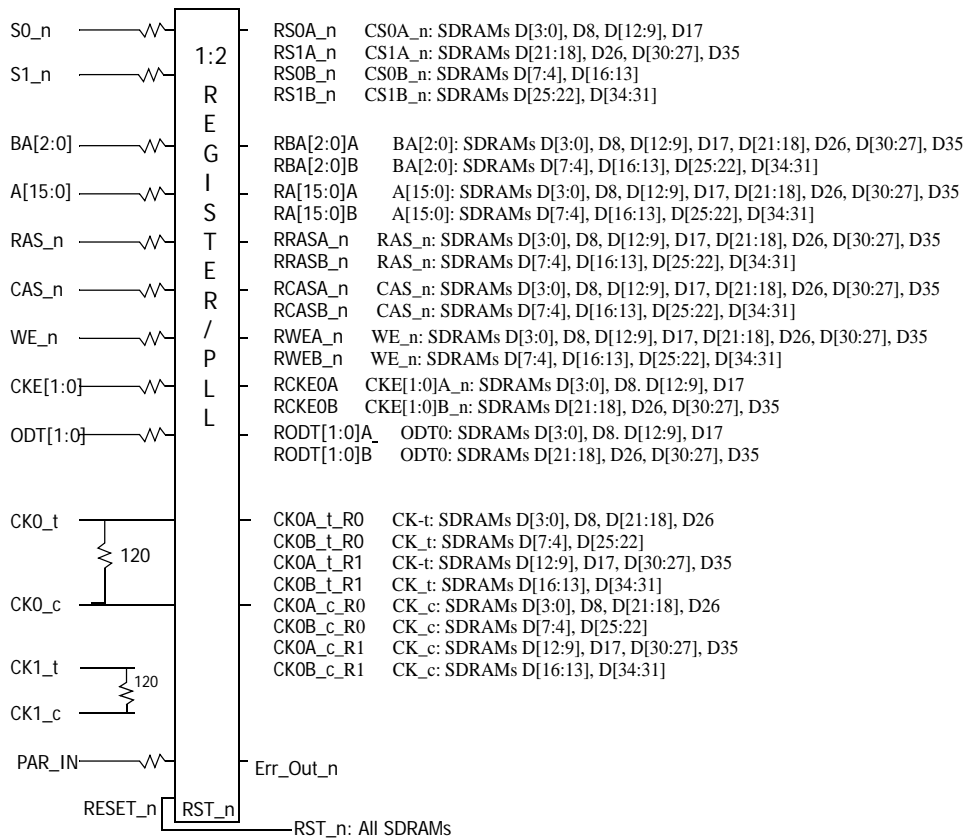 S0_n
RS0A_n CS0A_n: SDRAMs D[3:0], D8, D[12:9], D17
RS1A_n CS1A_n: SDRAMs D[21:18], D26, D[30:27], D35
S1_n
RS0B_n CS0B_n: SDRAMs D[7:4], D[16:13]
RS1B_n CS1B_n: SDRAMs D[25:22], D[34:31]
1:2
REGISTER/PLL
BA[2:0]
RBA[2:0]A BA[2:0]: SDRAMs D[3:0], D8, D[12:9], D17, D[21:18], D26, D[30:27], D35
RBA[2:0]B BA[2:0]: SDRAMs D[7:4], D[16:13], D[25:22], D[34:31]
A[15:0]
RA[15:0]A A[15:0]: SDRAMs D[3:0], D8, D[12:9], D17, D[21:18], D26, D[30:27], D35
RA[15:0]B A[15:0]: SDRAMs D[7:4], D[16:13], D[25:22], D[34:31]
RAS_n
RRASA_n RAS_n: SDRAMs D[3:0], D8, D[12:9], D17, D[21:18], D26, D[30:27], D35
RRASB_n RAS_n: SDRAMs D[7:4], D[16:13], D[25:22], D[34:31]
CAS_n
RCASA_n CAS_n: SDRAMs D[3:0], D8, D[12:9], D17, D[21:18], D26, D[30:27], D35
RCASB_n CAS_n: SDRAMs D[7:4], D[16:13], D[25:22], D[34:31]
WE_n
RWEA_n WE_n: SDRAMs D[3:0], D8, D[12:9], D17, D[21:18], D26, D[30:27], D35
RWEB_n WE_n: SDRAMs D[7:4], D[16:13], D[25:22], D[34:31]
CKE[1:0]
RCKE0A CKE[1:0]A_n: SDRAMs D[3:0], D8. D[12:9], D17
RCKE0B CKE[1:0]B_n: SDRAMs D[21:18], D26, D[30:27], D35
ODT[1:0]
RODT[1:0]A_ ODT0: SDRAMs D[3:0], D8. D[12:9], D17
RODT[1:0]B ODT0: SDRAMs D[21:18], D26, D[30:27], D35
CK0_t
120
CK0_c
CK0A_t_R0 CK-t: SDRAMs D[3:0], D8, D[21:18], D26
CK0B_t_R0 CK_t: SDRAMs D[7:4], D[25:22]
CK0A_t_R1 CK-t: SDRAMs D[12:9], D17, D[30:27], D35
CK0B_t_R1 CK_t: SDRAMs D[16:13], D[34:31]
CK0A_c_R0 CK_c: SDRAMs D[3:0], D8, D[21:18], D26
CK0B_c_R0 CK_c: SDRAMs D[7:4], D[25:22]
CK0A_c_R1 CK_c: SDRAMs D[12:9], D17, D[30:27], D35
CK0B_c_R1 CK_c: SDRAMs D[16:13], D[34:31]
CK1_t
120
CK1_c
PAR_IN
Err_Out_n
RESET_n
RST_n
RST_n: All SDRAMs